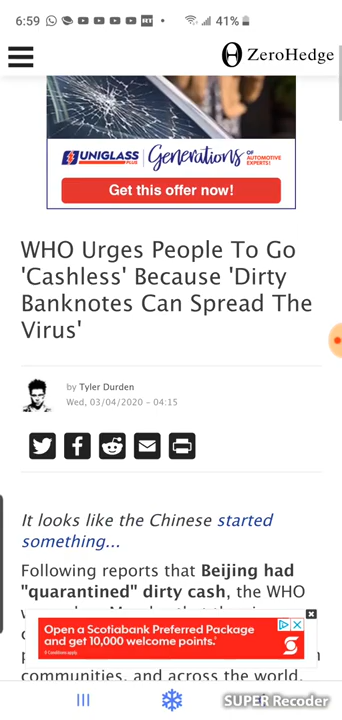 6:59
RT
41%
ZeroHedge
UNIGLASS
PLUS
Generations
OF
AUTOMOTIVE
EXPERTS!
Get this offer now!
WHO Urges People To Go
'Cashless' Because 'Dirty
Banknotes Can Spread The
Virus'
by Tyler Durden
Wed, 03/04/2020 - 04:15
It looks like the Chinese started
something...
Following reports that Beijing had
"quarantined" dirty cash, the WHO
Open a Scotiabank Preferred Package
and get 10,000 welcome points.*
Conditions apply.
communities, and across the world.
SUPER Recoder